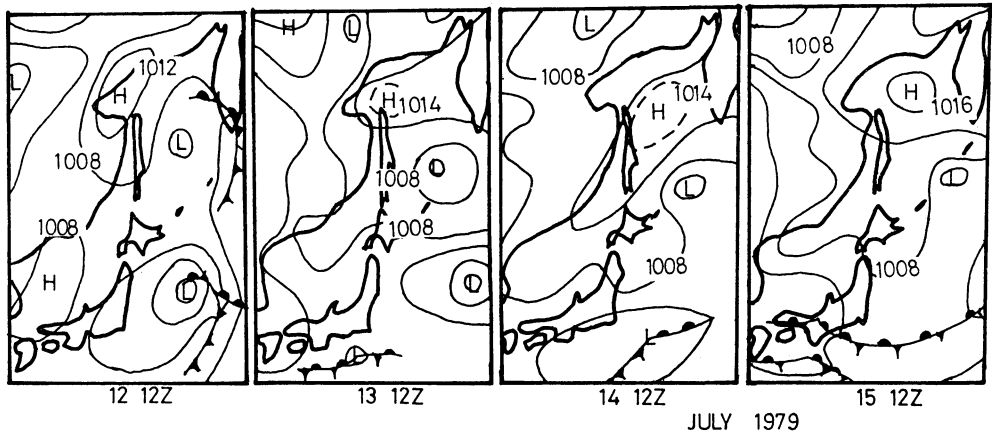 L 1012 H L 1008 1008 H L
H L H 1014 L 1008 1008 L L
L 1008 1014 H L 1008 L
1008 H 1016 L 1008
12 12Z 13 12Z 14 12Z 15 12Z
JULY 1979